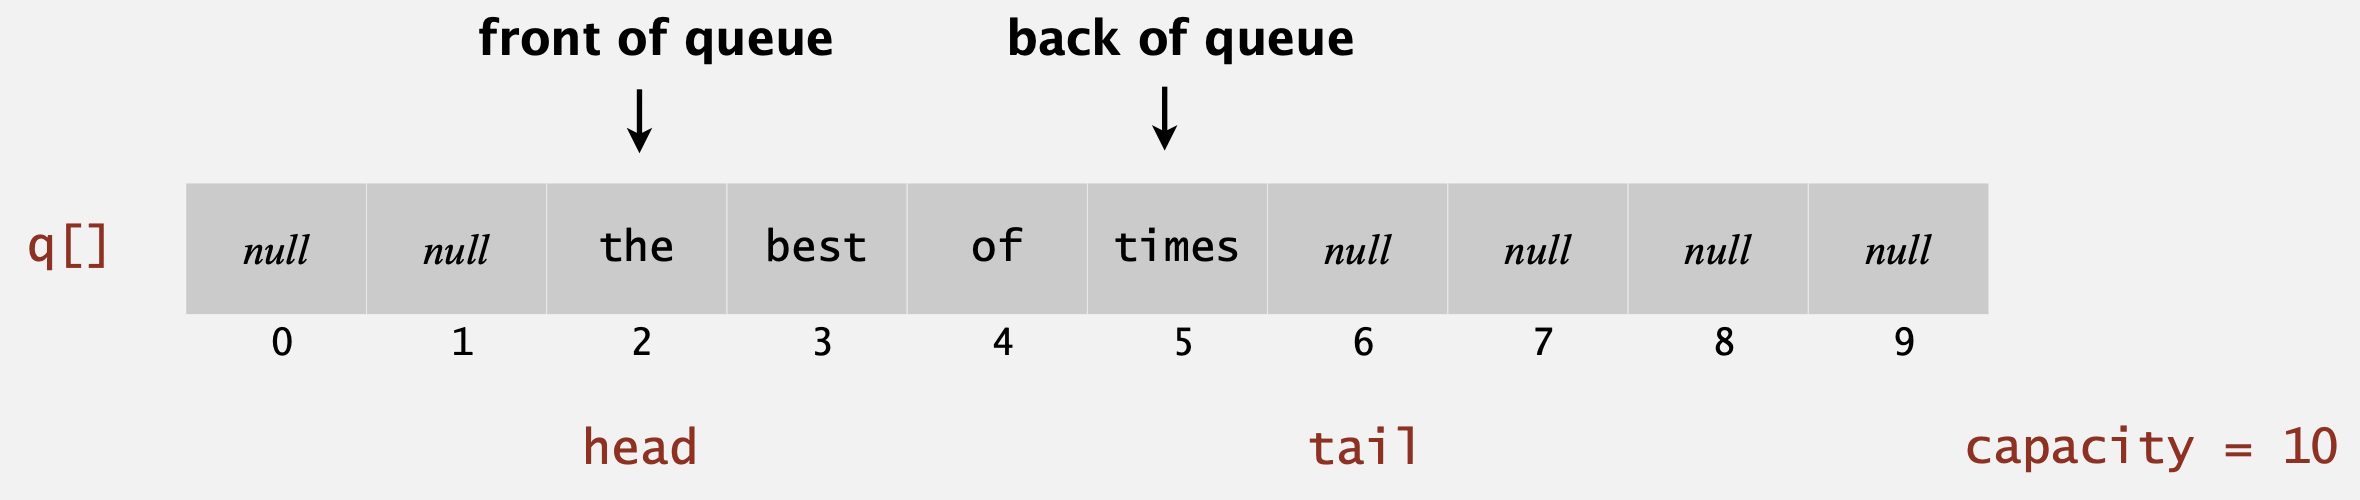 front of queue back of queue
q[] null null the best of times null null null null
0 1 2 3 4 5 6 7 8 9
head tail capacity = 10